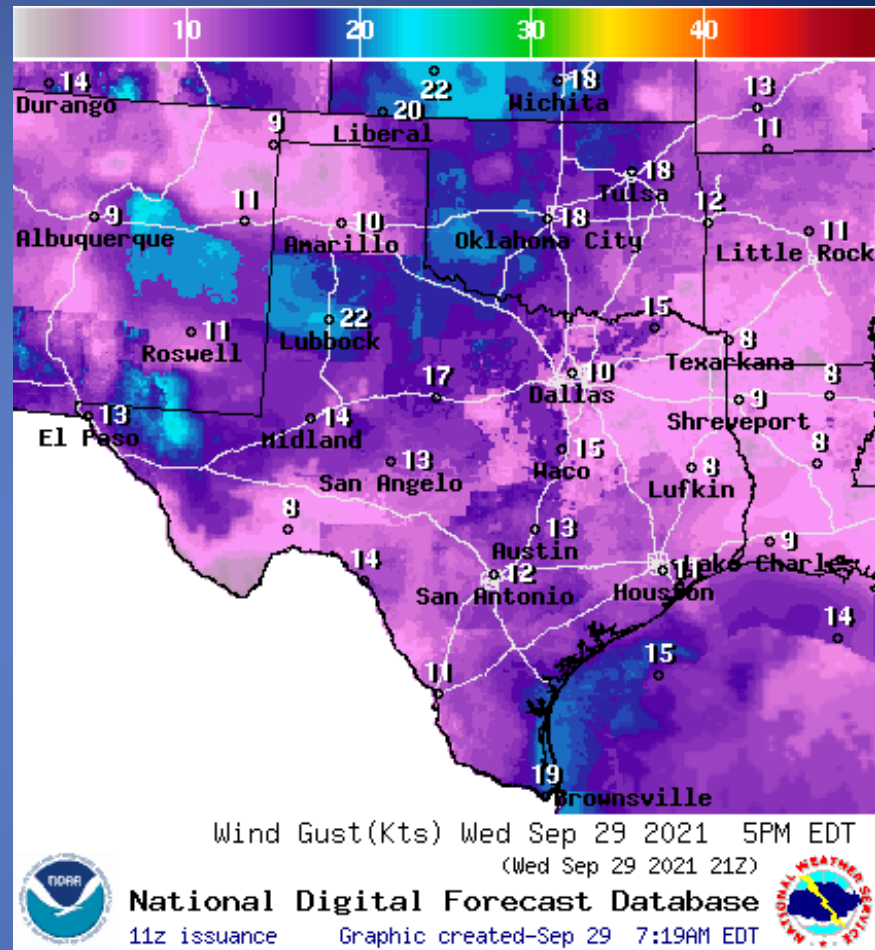 10 20 30 40
14 22 18 13
Durango Wichita
20
Liberal
9 11
18
Tulsa
9 11 10 18 12 11
Albuquerque Amarillo Oklahoma City Little Rock
22 15
11 8
Roswell Lubbock Texarkana
10
17 Dallas 9 8
13 14 Shreveport
El Paso Midland
15
13 Waco 8 8
San Angelo Lufkin
8 13 9
Austin
14 12 11 Lake Charles
San Antonio Houston
14
15
11
19
Brownsville
Wind Gust(Kts) Wed Sep 29 2021 5PM EDT
(Wed Sep 29 2021 21Z)
National Digital Forecast Database
11z issuance Graphic created-Sep 29 7:19AM EDT
NOAA
NATIONAL WEATHER SERVICE